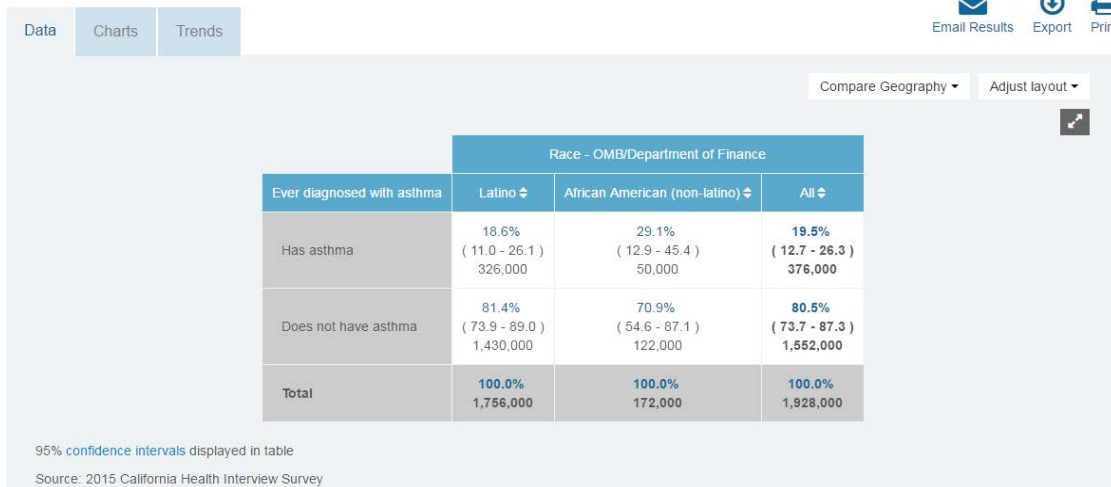 Data Charts Trends
Email Results Export
Compare Geography Adjust layout
Race - OMB/Department of Finance
Ever diagnosed with asthma Latino African American (non-latino) All
18.6% 29.1% 19.5%
Has asthma ( 11.0 - 26.1 ) ( 12.9 - 45.4 ) ( 12.7 - 26.3 )
326,000 50,000 376,000
81.4% 70.9% 80.5%
Does not have asthma ( 73.9 - 89.0 ) ( 54.6 - 87.1 ) ( 73.7 - 87.3 )
1,430,000 122,000 1,552,000
Total 100.0% 100.0% 100.0%
1,756,000 172,000 1,928,000
95% confidence intervals displayed in table
Source: 2015 California Health Interview Survey